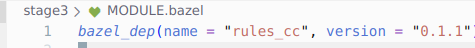 stage3 > MODULE.bazel
1 bazel_dep(name = "rules_cc", version = "0.1.1")